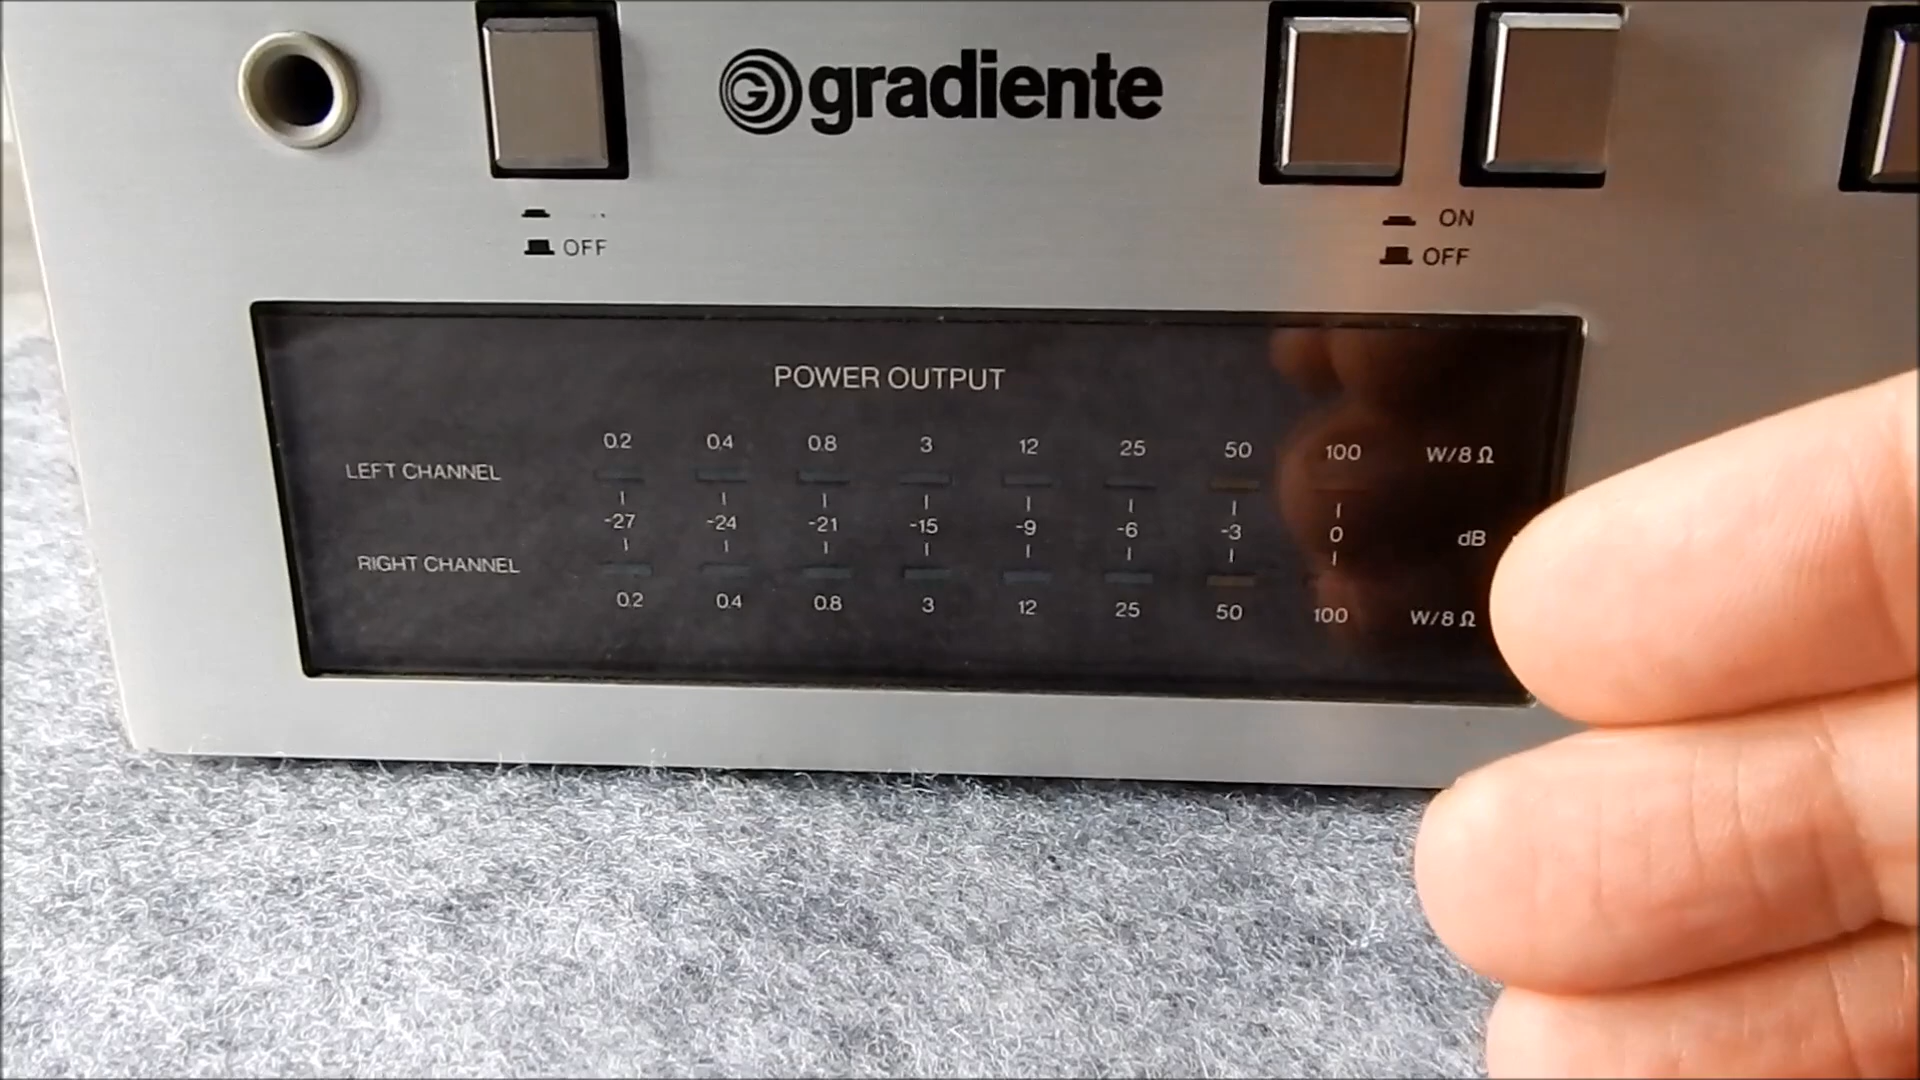 gradiente
OFF
ON
OFF
POWER OUTPUT
0.2 0.4 0.8 3 12 25 50 100 W/8 Ω
LEFT CHANNEL
-27 -24 -21 -15 -9 -6 -3 0 dB
RIGHT CHANNEL
0.2 0.4 0.8 3 12 25 50 100 W/8 Ω